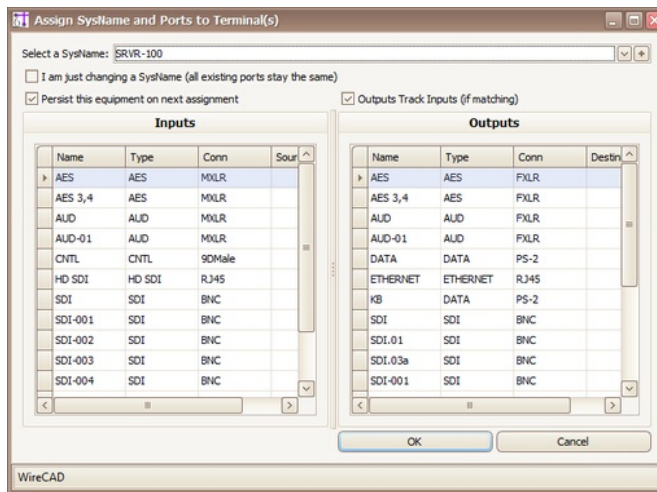 Assign SysName and Ports to Terminal(s)
Select a SysName: SRVR-100
I am just changing a SysName (all existing ports stay the same)
Persist this equipment on next assignment
Outputs Track Inputs (if matching)
Inputs
Name Type Conn Sour
AES AES MXLR
AES 3,4 AES MXLR
AUD AUD MXLR
AUD-01 AUD MXLR
CNTL CNTL 9DMale
HD SDI HD SDI RJ45
SDI SDI BNC
SDI-001 SDI BNC
SDI-002 SDI BNC
SDI-003 SDI BNC
SDI-004 SDI BNC
Outputs
Name Type Conn Destin
AES AES FXLR
AES 3,4 AES FXLR
AUD AUD FXLR
AUD-01 AUD FXLR
DATA DATA PS-2
ETHERNET ETHERNET RJ45
KB DATA PS-2
SDI SDI BNC
SDI.01 SDI BNC
SDI.03a SDI BNC
SDI-001 SDI BNC
OK Cancel
WireCAD